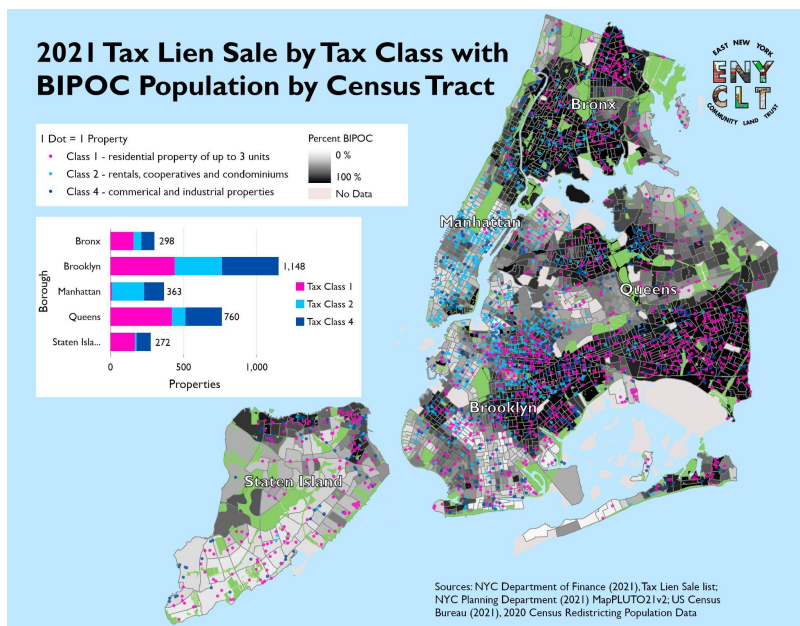 2021 Tax Lien Sale by Tax Class with
BIPOC Population by Census Tract
EAST NEW YORK
ENY
CLT
COMMUNITY LAND TRUST
1 Dot = 1 Property
Class 1 - residential property of up to 3 units
Class 2 - rentals, cooperatives and condominiums
Class 4 - commerical and industrial properties
Percent BIPOC
0 %
100 %
No Data
Borough
Bronx
298
Brooklyn
1,148
Manhattan
363
Queens
760
Staten Isla...
272
Tax Class 1
Tax Class 2
Tax Class 4
0
500
1,000
Properties
Bronx
Manhattan
Queens
Brooklyn
Staten Island
Sources: NYC Department of Finance (2021), Tax Lien Sale list;
NYC Planning Department (2021) MapPLUTO21v2; US Census
Bureau (2021), 2020 Census Redistricting Population Data